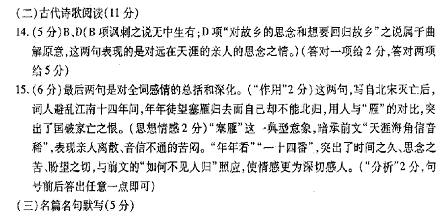 (二)古代诗歌阅读(11分)
14.(5分)B、D(B项讽刺之说无中生有;D项“对故乡的思念和想要回归故乡”之说属于曲
解原意,这两句表现的是对远在天涯的亲人的思念之情。)(答对一项给2分,答对两项
给5分)
15.(6分)最后两句是对全词感情的总括和深化。(“作用”2分)这两句,写自北宋灭亡后,
词人避乱江南十四年间,年年徒望塞雁归去而自己却不能北归,用人与“雁”的对比,突
出了国破家亡之恨。(思想情感2分)“塞雁”这一典型意象,暗承前文“天涯海角信音
稀”,表现亲人离散、音信不通的苦闷。“年年看”“一十四番”,突出了时间之久、思念之
苦、盼望之切,与前文的“如何不见人归”照应,使情感更为深切感人。(“分析”2分,句
号前后答出任意一点即可)
(三)名篇名句默写(5分)